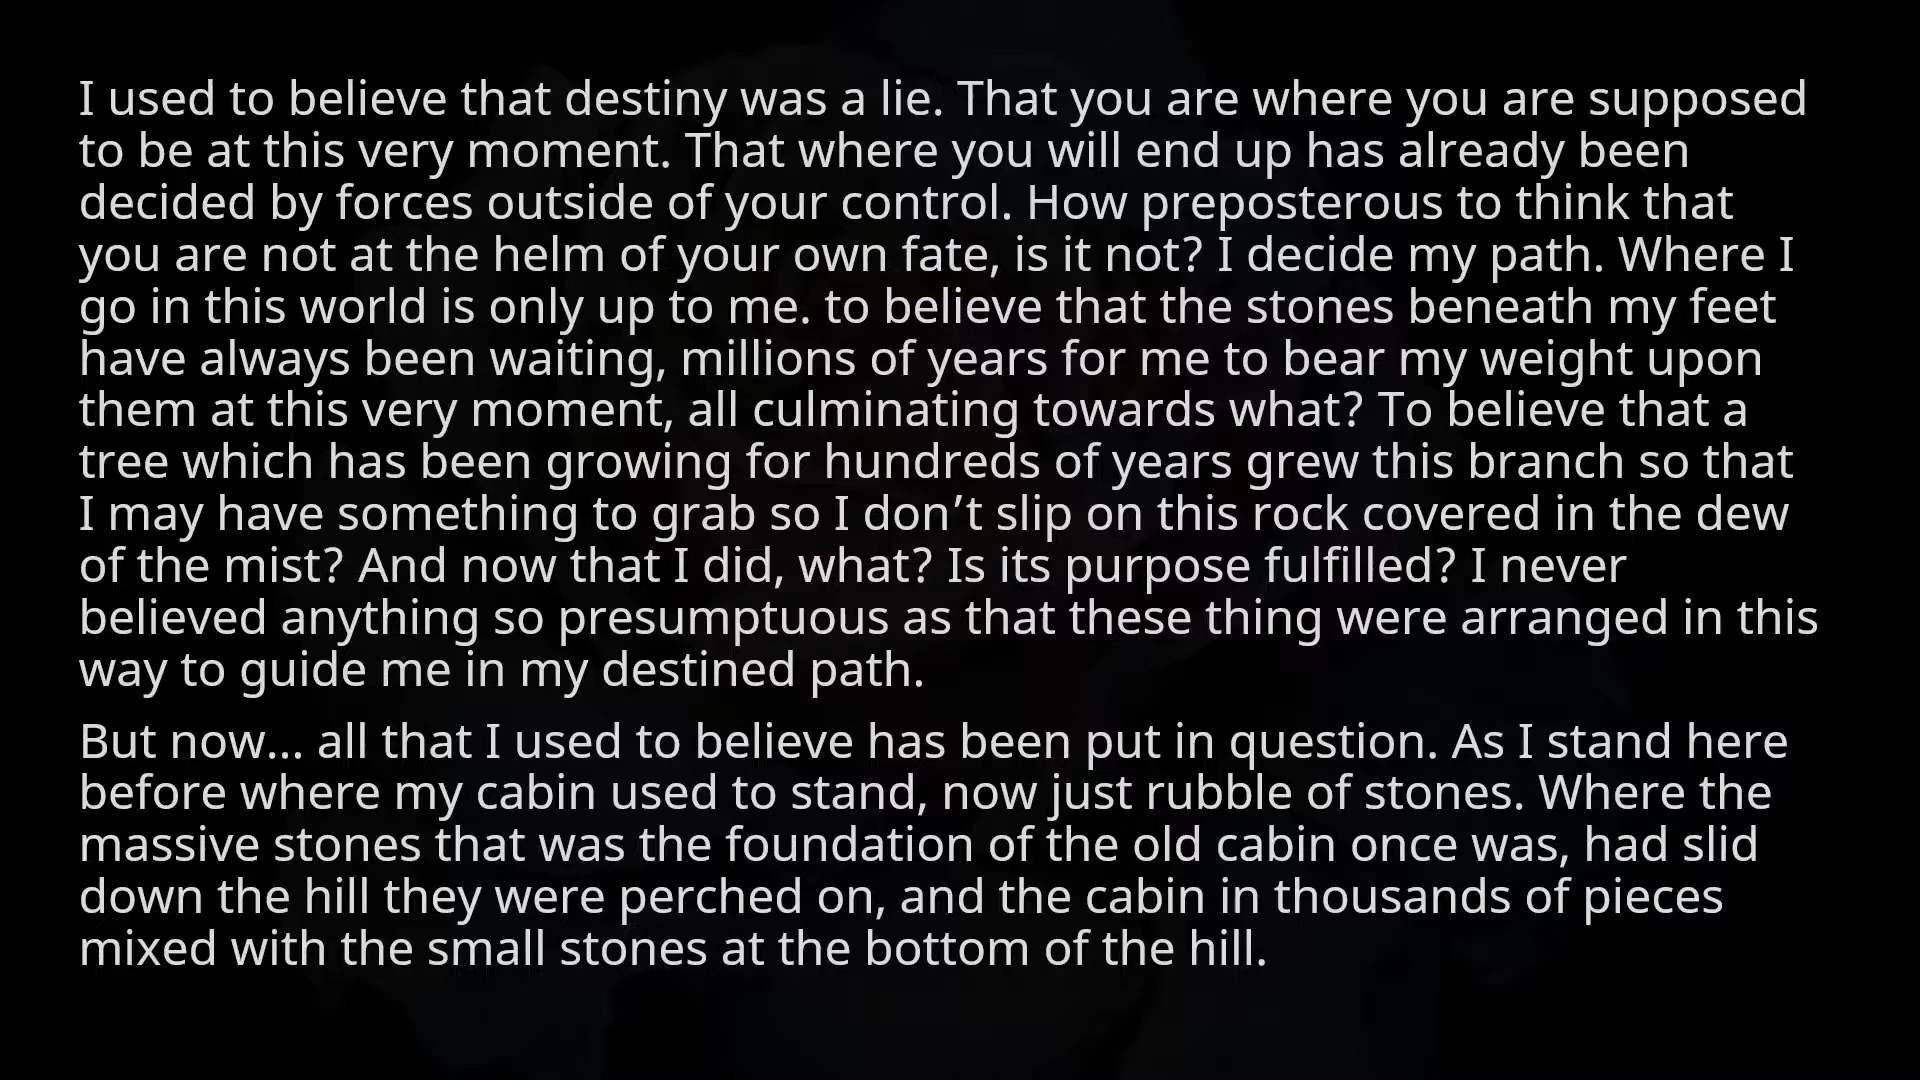 I used to believe that destiny was a lie. That you are where you are supposed
to be at this very moment. That where you will end up has already been
decided by forces outside of your control. How preposterous to think that
you are not at the helm of your own fate, is it not? I decide my path. Where I
go in this world is only up to me. to believe that the stones beneath my feet
have always been waiting, millions of years for me to bear my weight upon
them at this very moment, all culminating towards what? To believe that a
tree which has been growing for hundreds of years grew this branch so that
I may have something to grab so I don’t slip on this rock covered in the dew
of the mist? And now that I did, what? Is its purpose fulfilled? I never
believed anything so presumptuous as that these thing were arranged in this
way to guide me in my destined path.
But now... all that I used to believe has been put in question. As I stand here
before where my cabin used to stand, now just rubble of stones. Where the
massive stones that was the foundation of the old cabin once was, had slid
down the hill they were perched on, and the cabin in thousands of pieces
mixed with the small stones at the bottom of the hill.